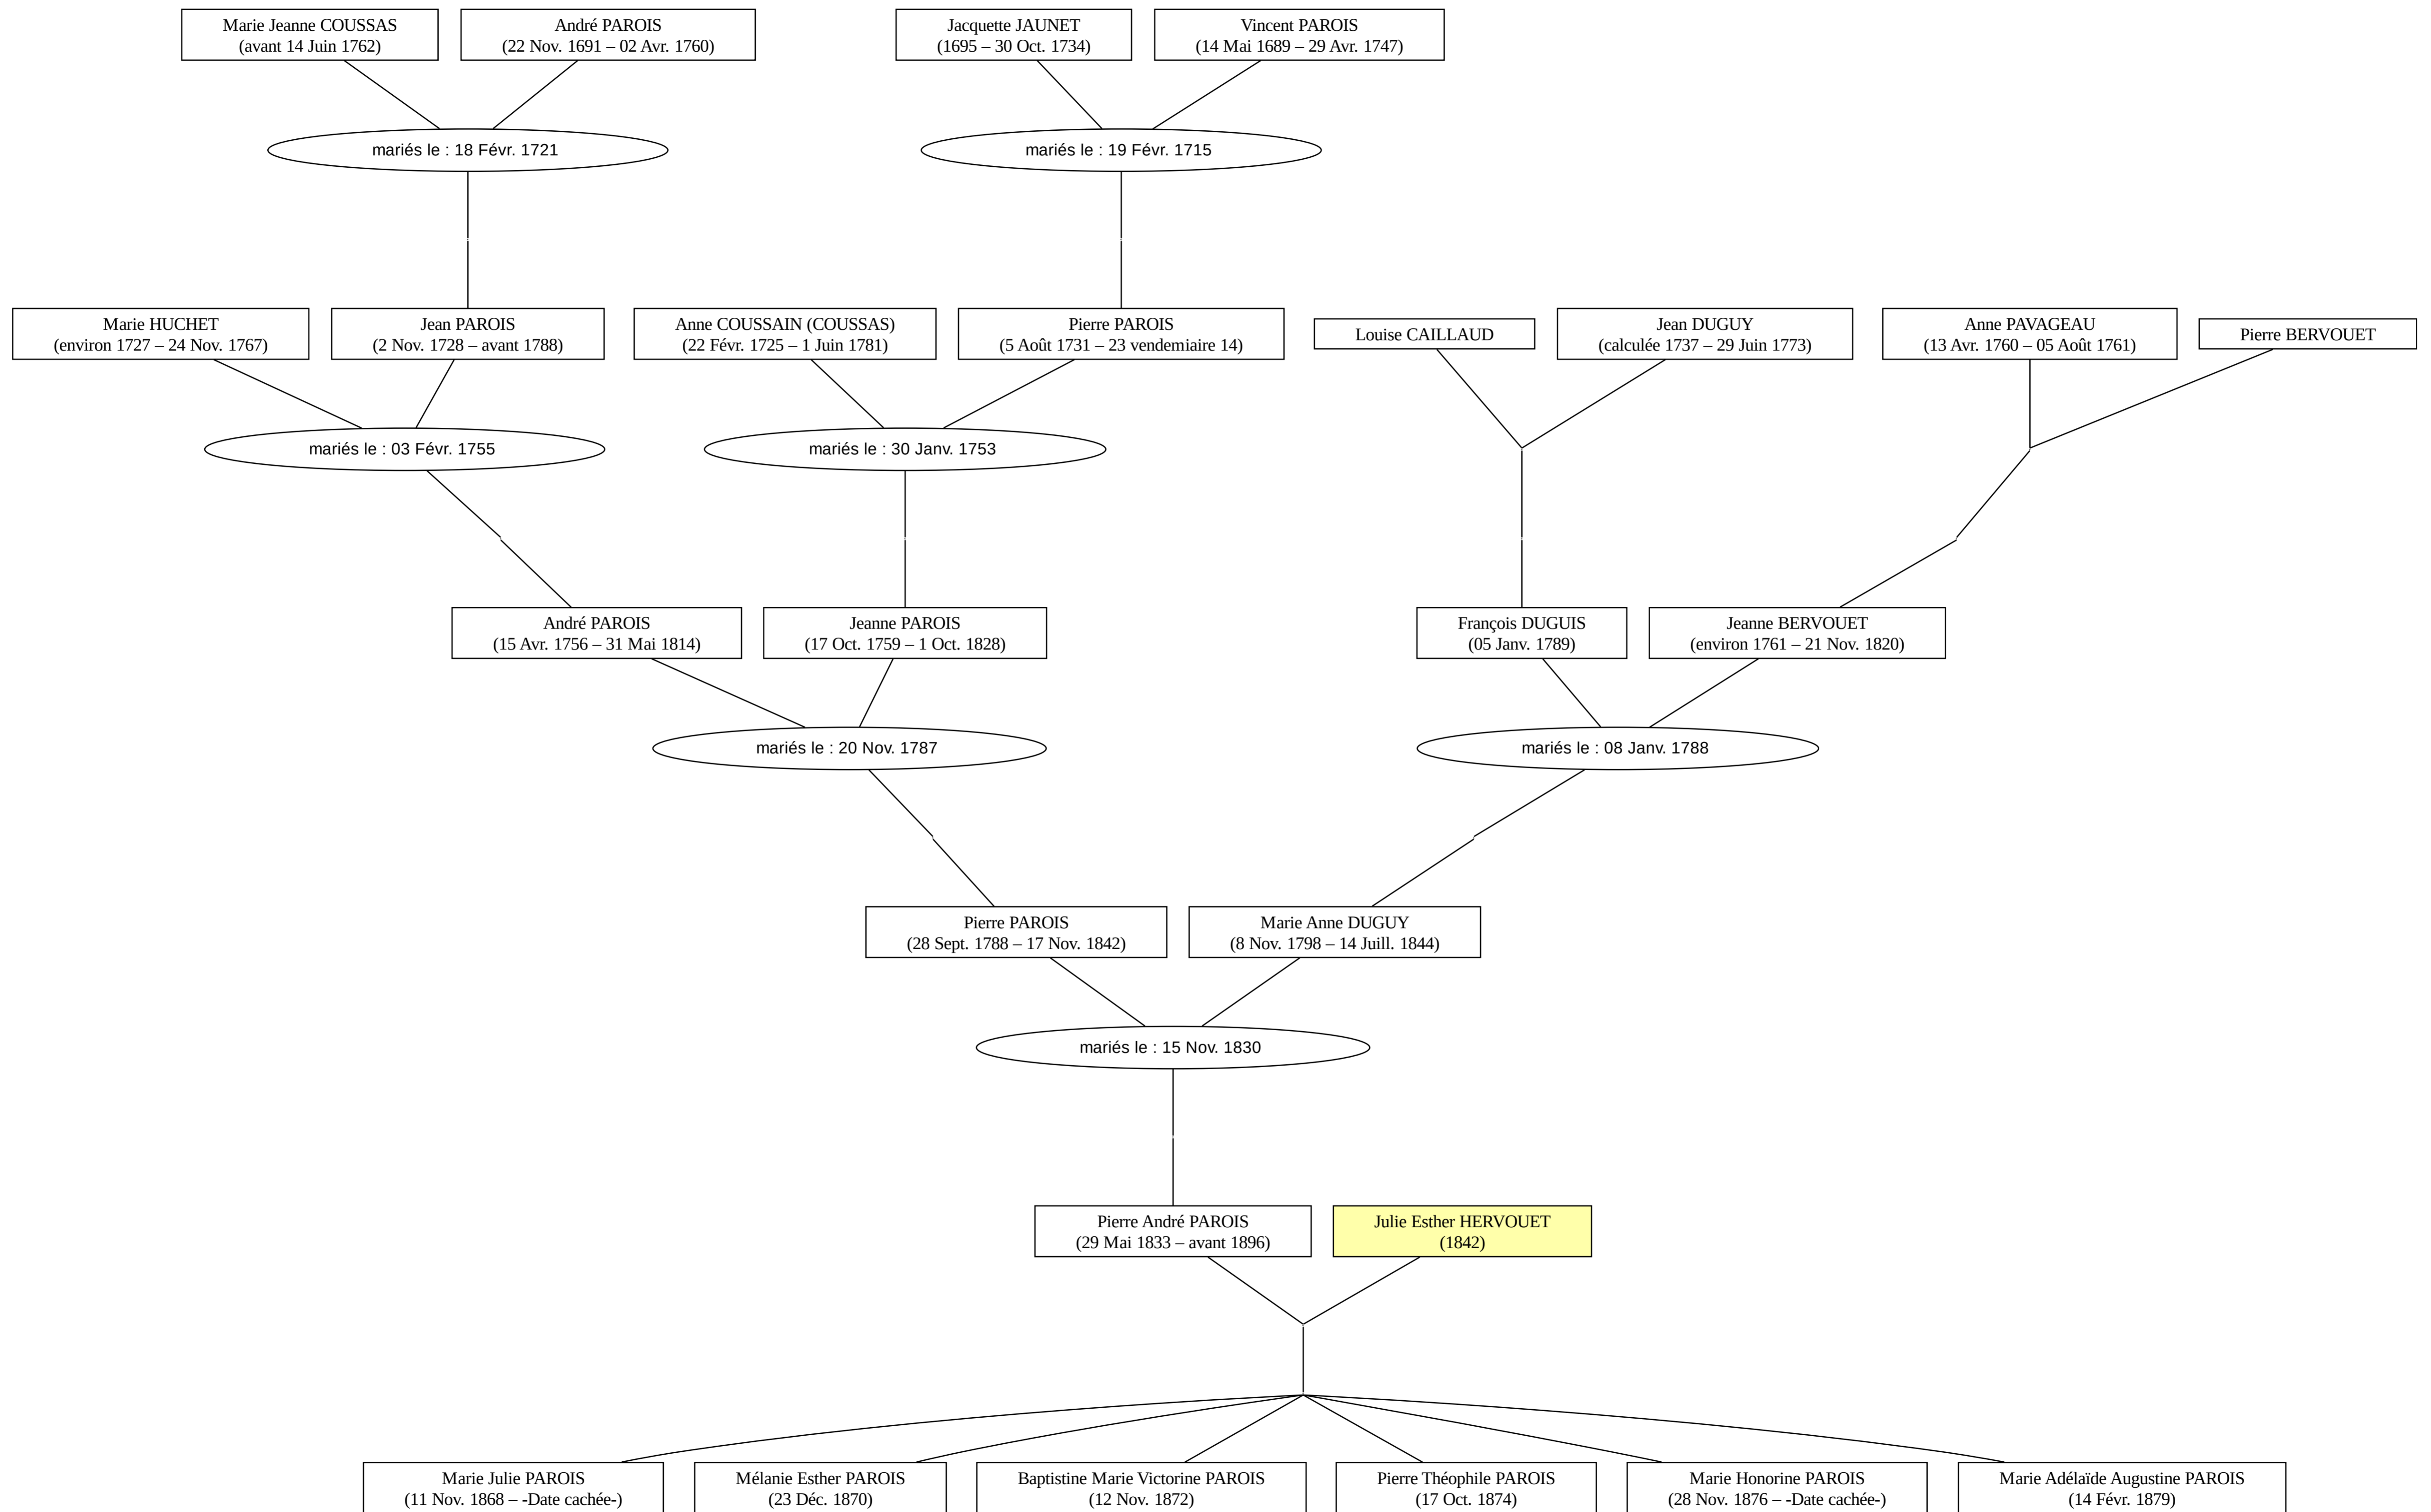 Marie Jeanne COUSSAS
(avant 14 Juin 1762)
André PAROIS
(22 Nov. 1691 – 02 Avr. 1760)
Jacquette JAUNET
(1695 – 30 Oct. 1734)
Vincent PAROIS
(14 Mai 1689 – 29 Avr. 1747)
mariés le : 18 Févr. 1721
mariés le : 19 Févr. 1715
Marie HUCHET
(environ 1727 – 24 Nov. 1767)
Jean PAROIS
(2 Nov. 1728 – avant 1788)
Anne COUSSAIN (COUSSAS)
(22 Févr. 1725 – 1 Juin 1781)
Pierre PAROIS
(5 Août 1731 – 23 vendemiaire 14)
Louise CAILLAUD
Jean DUGUY
(calculée 1737 – 29 Juin 1773)
Anne PAVAGEAU
(13 Avr. 1760 – 05 Août 1761)
Pierre BERVOUET
mariés le : 03 Févr. 1755
mariés le : 30 Janv. 1753
André PAROIS
(15 Avr. 1756 – 31 Mai 1814)
Jeanne PAROIS
(17 Oct. 1759 – 1 Oct. 1828)
François DUGUIS
(05 Janv. 1789)
Jeanne BERVOUET
(environ 1761 – 21 Nov. 1820)
mariés le : 20 Nov. 1787
mariés le : 08 Janv. 1788
Pierre PAROIS
(28 Sept. 1788 – 17 Nov. 1842)
Marie Anne DUGUY
(8 Nov. 1798 – 14 Juill. 1844)
mariés le : 15 Nov. 1830
Pierre André PAROIS
(29 Mai 1833 – avant 1896)
Julie Esther HERVOUET
(1842)
Marie Julie PAROIS
(11 Nov. 1868 – -Date cachée-)
Mélanie Esther PAROIS
(23 Déc. 1870)
Baptistine Marie Victorine PAROIS
(12 Nov. 1872)
Pierre Théophile PAROIS
(17 Oct. 1874)
Marie Honorine PAROIS
(28 Nov. 1876 – -Date cachée-)
Marie Adélaïde Augustine PAROIS
(14 Févr. 1879)